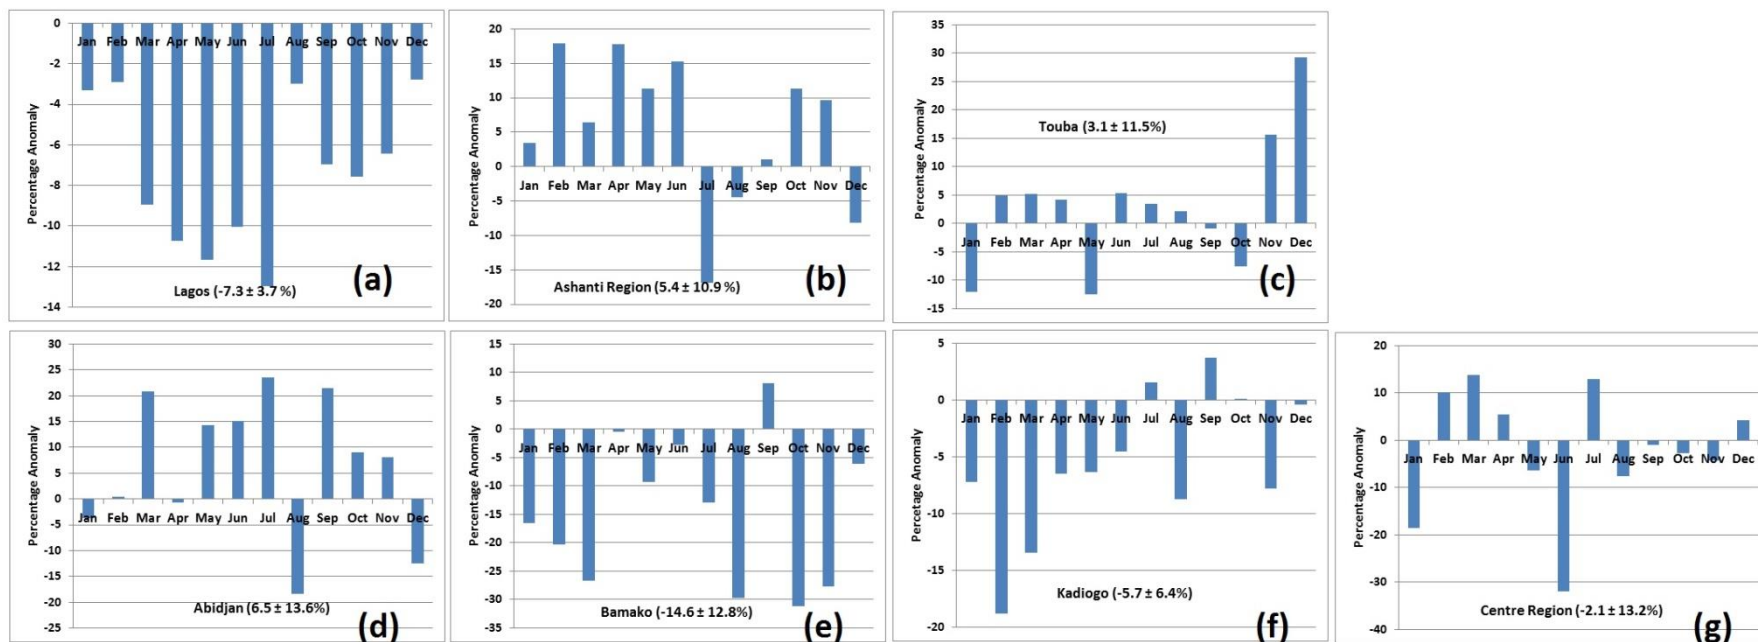 0
-2
-4
-6
-8
-10
-12
-14
Percentage Anomaly
Jan Feb Mar Apr May Jun Jul Aug Sep Oct Nov Dec
Lagos (-7.3 ± 3.7 %)
(a)
20
15
10
5
0
-5
-10
-15
-20
Percentage Anomaly
Jan Feb Mar Apr May Jun Jul Aug Sep Oct Nov Dec
Ashanti Region (5.4 ± 10.9 %)
(b)
35
30
25
20
15
10
5
0
-5
-10
-15
Percentage Anomaly
Touba (3.1 ± 11.5%)
Jan Feb Mar Apr May Jun Jul Aug Sep Oct Nov Dec
(c)
30
25
20
15
10
5
0
-5
-10
-15
-20
-25
Percentage Anomaly
Jan Feb Mar Apr May Jun Jul Aug Sep Oct Nov Dec
Abidjan (6.5 ± 13.6%)
(d)
15
10
5
0
-5
-10
-15
-20
-25
-30
-35
Percentage Anomaly
Jan Feb Mar Apr May Jun Jul Aug Sep Oct Nov Dec
Bamako (-14.6 ± 12.8%)
(e)
5
0
-5
-10
-15
-20
Percetage Anomaly
Jan Feb Mar Apr May Jun Jul Aug Sep Oct Nov Dec
Kadiogo (-5.7 ± 6.4%)
(f)
20
10
0
-10
-20
-30
-40
Percentage Anomaly
Jan Feb Mar Apr May Jun Jul Aug Sep Oct Nov Dec
Centre Region (-2.1 ± 13.2%)
(g)